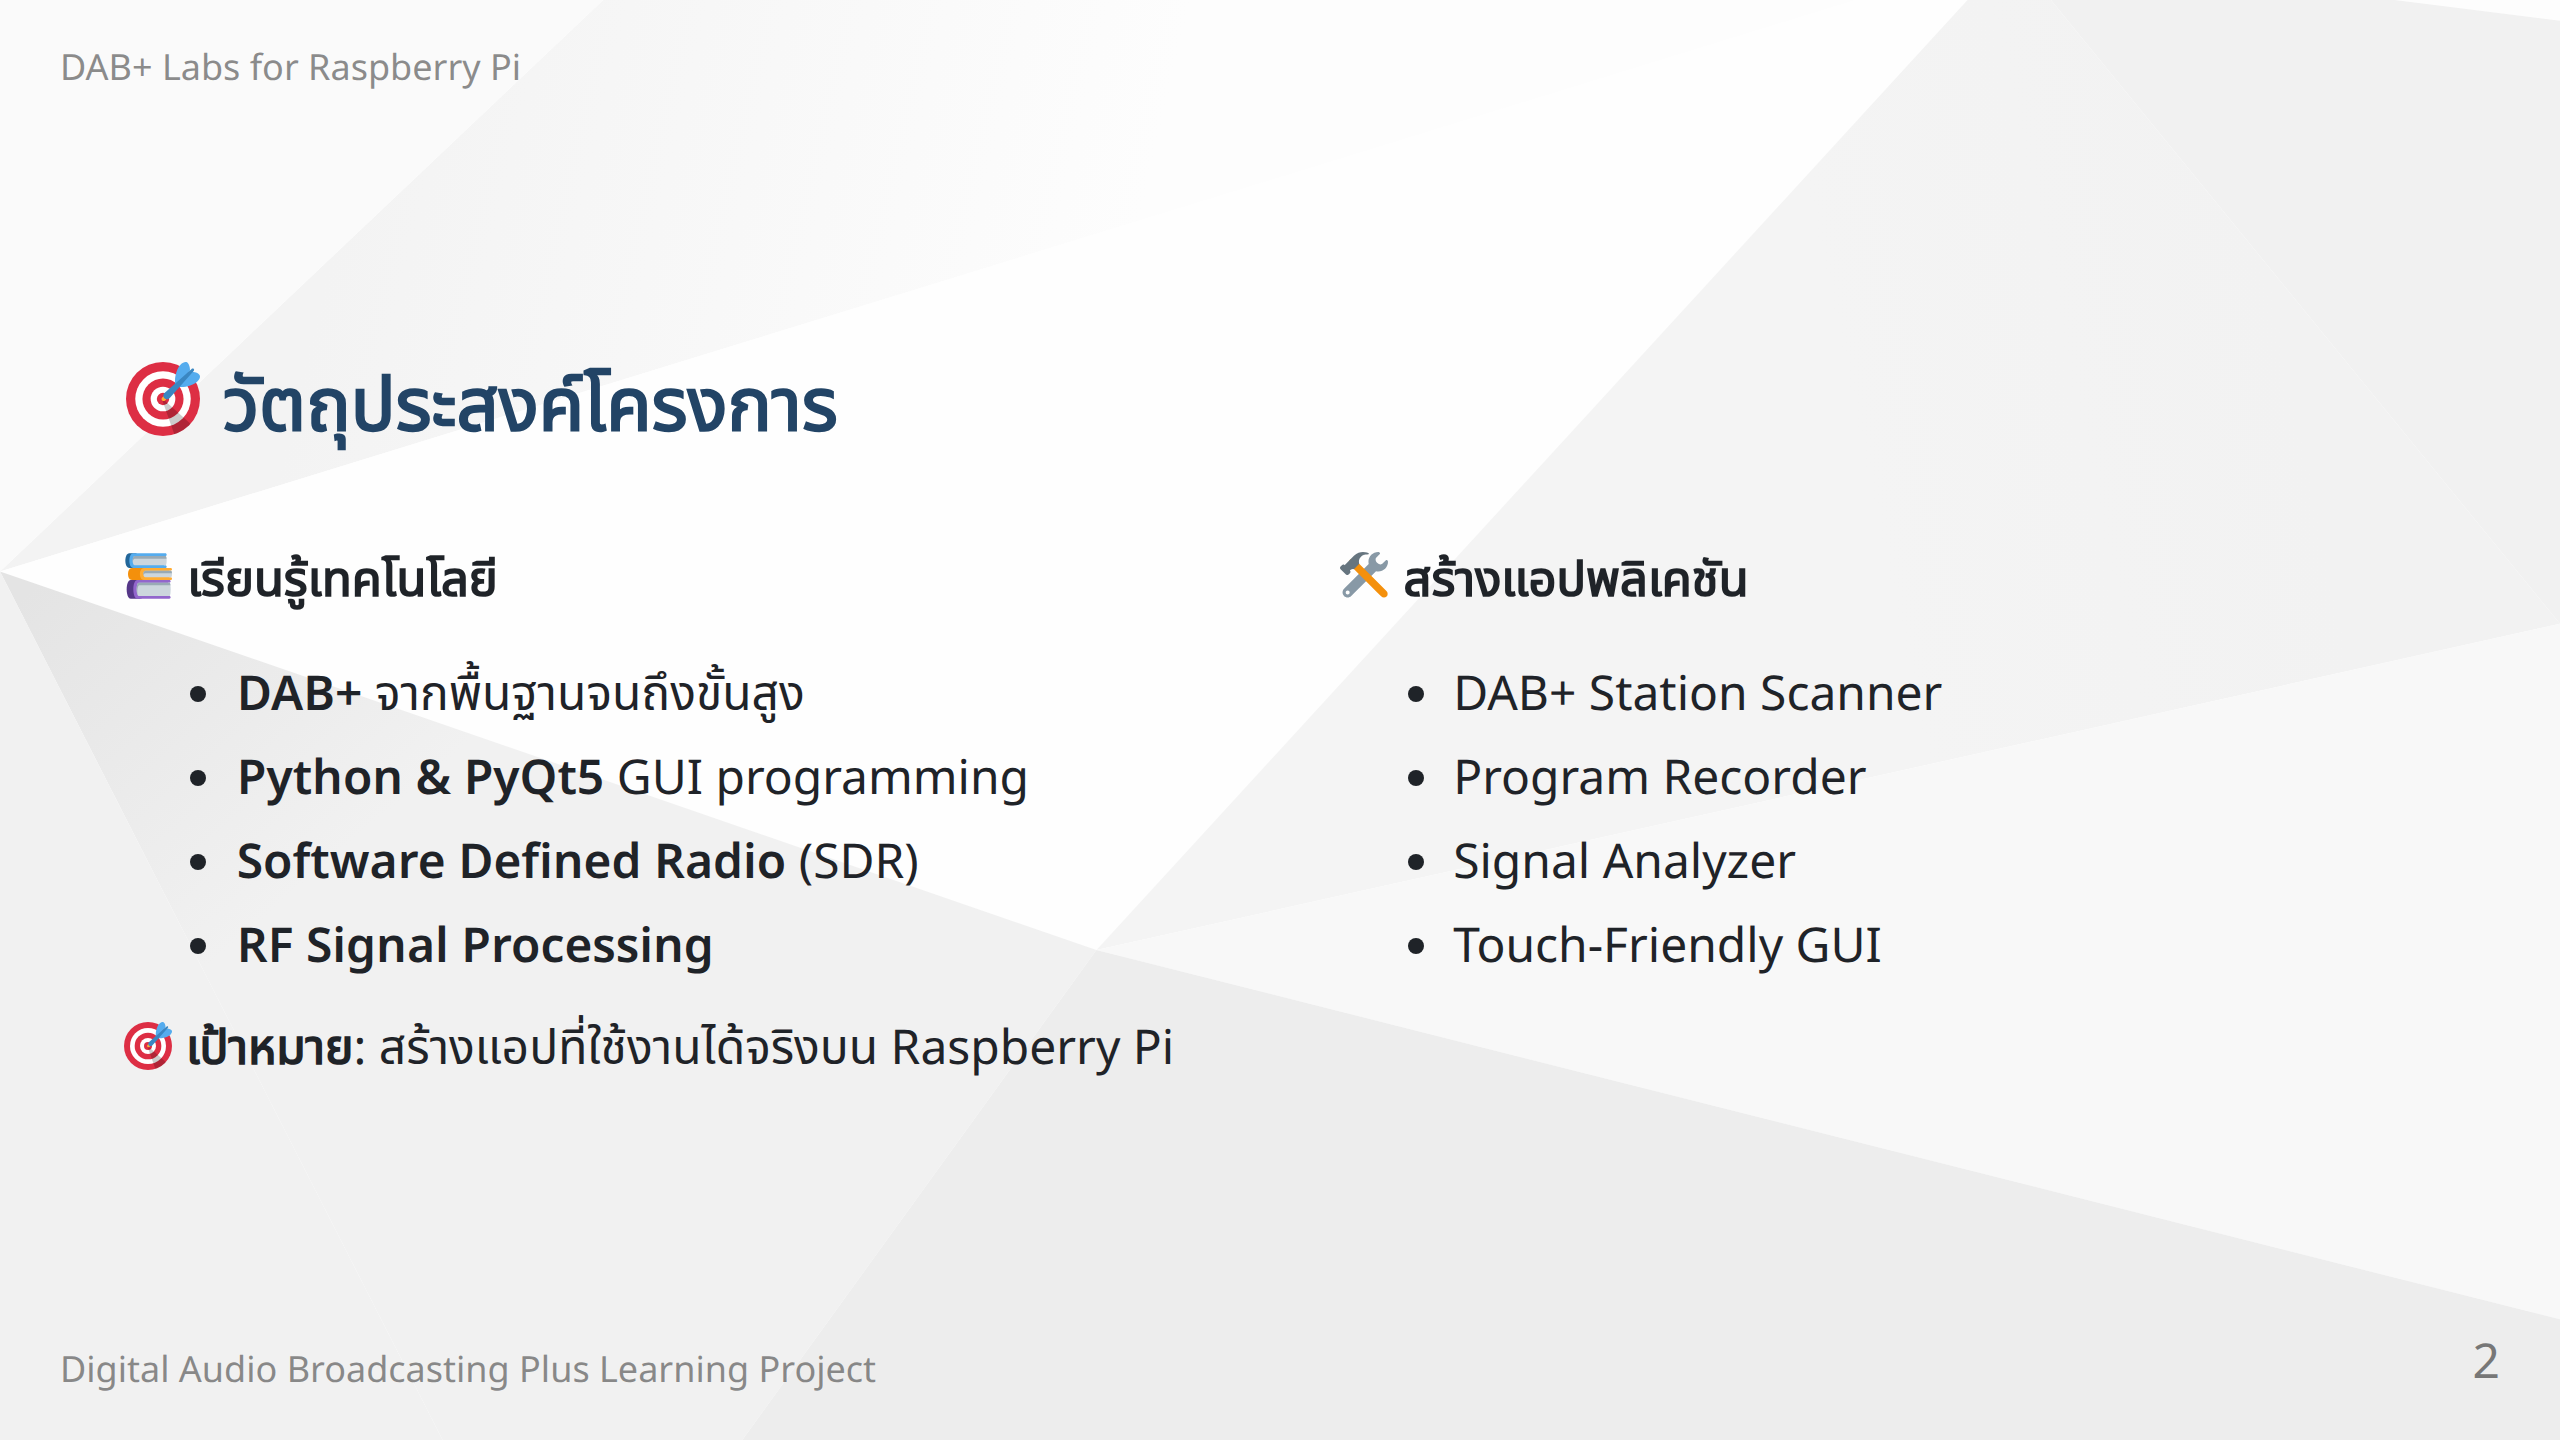 DAB+ Labs for Raspberry Pi
🎯 วัตถุประสงค์โครงการ
📚 เรียนรู้เทคโนโลยี
• DAB+ จากพื้นฐานจนถึงขั้นสูง
• Python & PyQt5 GUI programming
• Software Defined Radio (SDR)
• RF Signal Processing
🛠️ สร้างแอปพลิเคชัน
• DAB+ Station Scanner
• Program Recorder
• Signal Analyzer
• Touch-Friendly GUI
🎯 เป้าหมาย: สร้างแอปที่ใช้งานได้จริงบน Raspberry Pi
Digital Audio Broadcasting Plus Learning Project
2